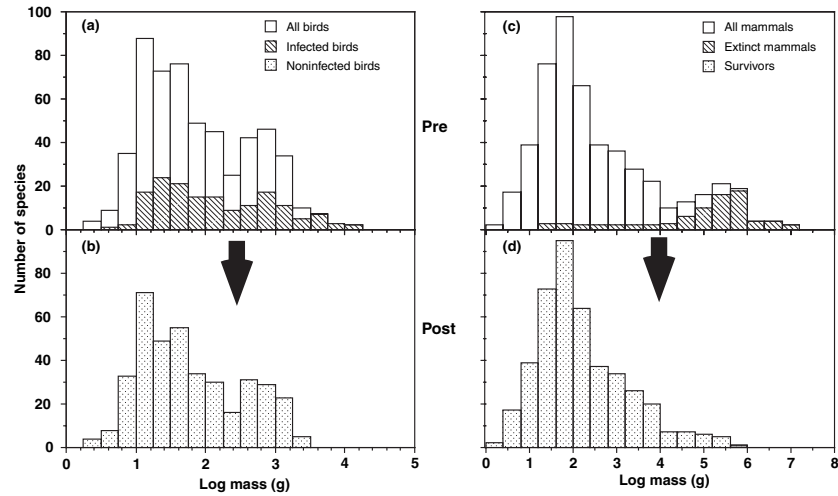 (a)
All birds
Infected birds
Noninfected birds
(c)
All mammals
Extinct mammals
Survivors
100
80
60
40
20
0
Pre
Number of species
(b)
(d)
80
60
40
20
0
Post
0 1 2 3 4 5
0 1 2 3 4 5 6 7 8
Log mass (g)
Log mass (g)